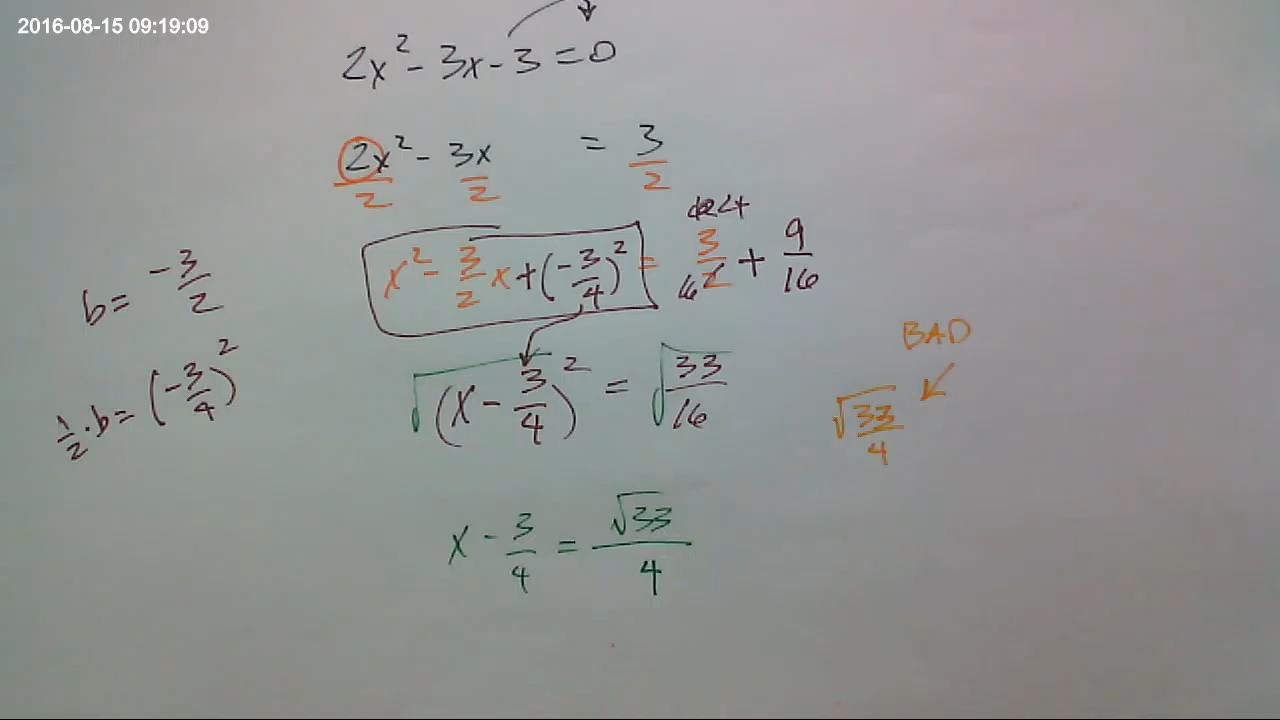 2016-08-15 09:19:09
2x² - 3x - 3 = 0
2x²/2 - 3x/2 = 3/2
x² - 3/2 x + (-3/4)² = 3/2 + 9/16
b = -3/2
½·b = (-3/4)²
√(x - 3/4)² = √33/16
BAD
√33/4
x - 3/4 = √33/4